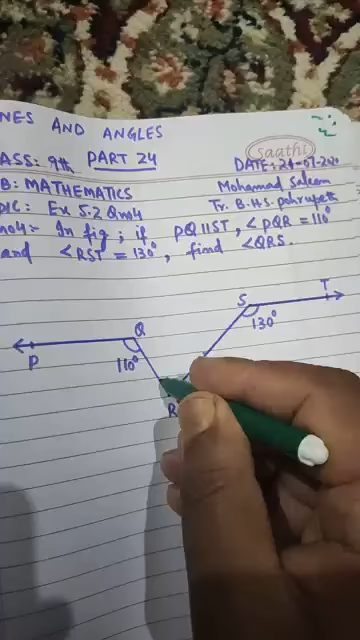 NES AND ANGLES
Saathi
ASS: 9th PART 24 DATE: 24-07-24
B: MATHEMATICS Mohamad Saleem
PIC: Ex 5.2 Qno4 Tr. B.H.S.
no4:- In fig; if PQ||ST, ∠PQR = 110°
and ∠RST = 130°, find ∠QRS.
S T
130°
Q
P 110°
R